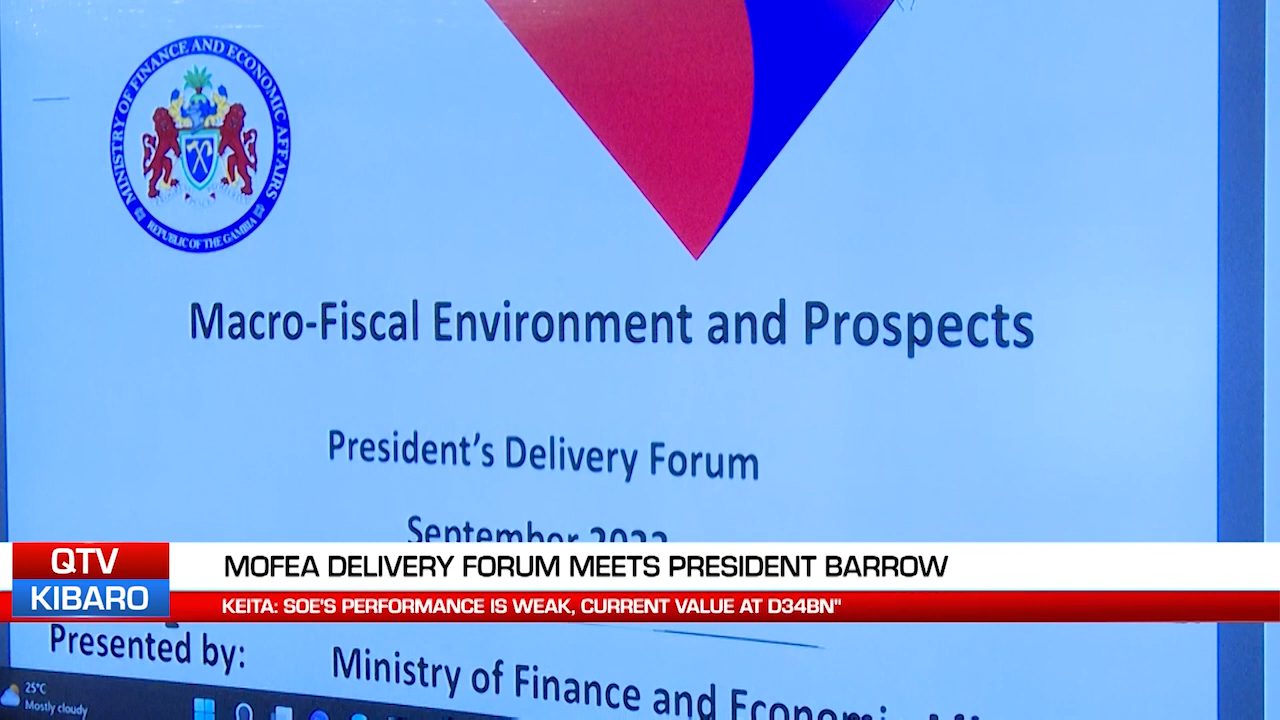 MINISTRY OF FINANCE AND ECONOMIC AFFAIRS
REPUBLIC OF THE GAMBIA
Macro-Fiscal Environment and Prospects
President's Delivery Forum
September
QTV
KIBARO
MOFEA DELIVERY FORUM MEETS PRESIDENT BARROW
KEITA: SOE'S PERFORMANCE IS WEAK, CURRENT VALUE AT D34BN"
Presented by: Ministry of Finance and
25°C
Mostly cloudy